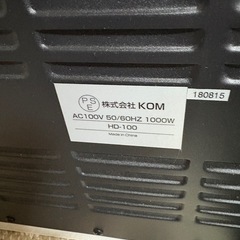 180815
PSE 株式会社 KOM
AC100V 50/60HZ 1000W
HD-100
Made in China